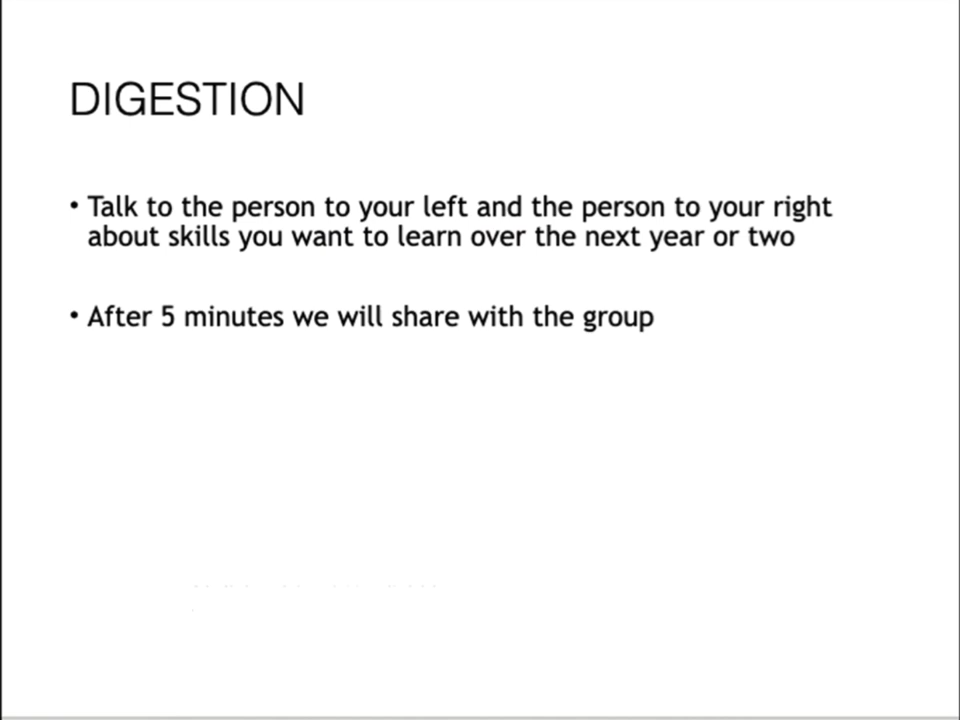 DIGESTION
• Talk to the person to your left and the person to your right
about skills you want to learn over the next year or two
• After 5 minutes we will share with the group